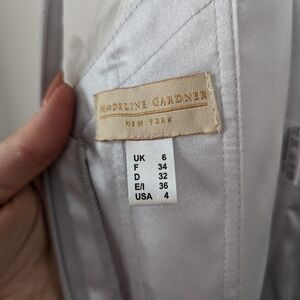 MADELINE GARDNER
NEW YORK
UK 6
F 34
D 32
E/I 36
USA 4